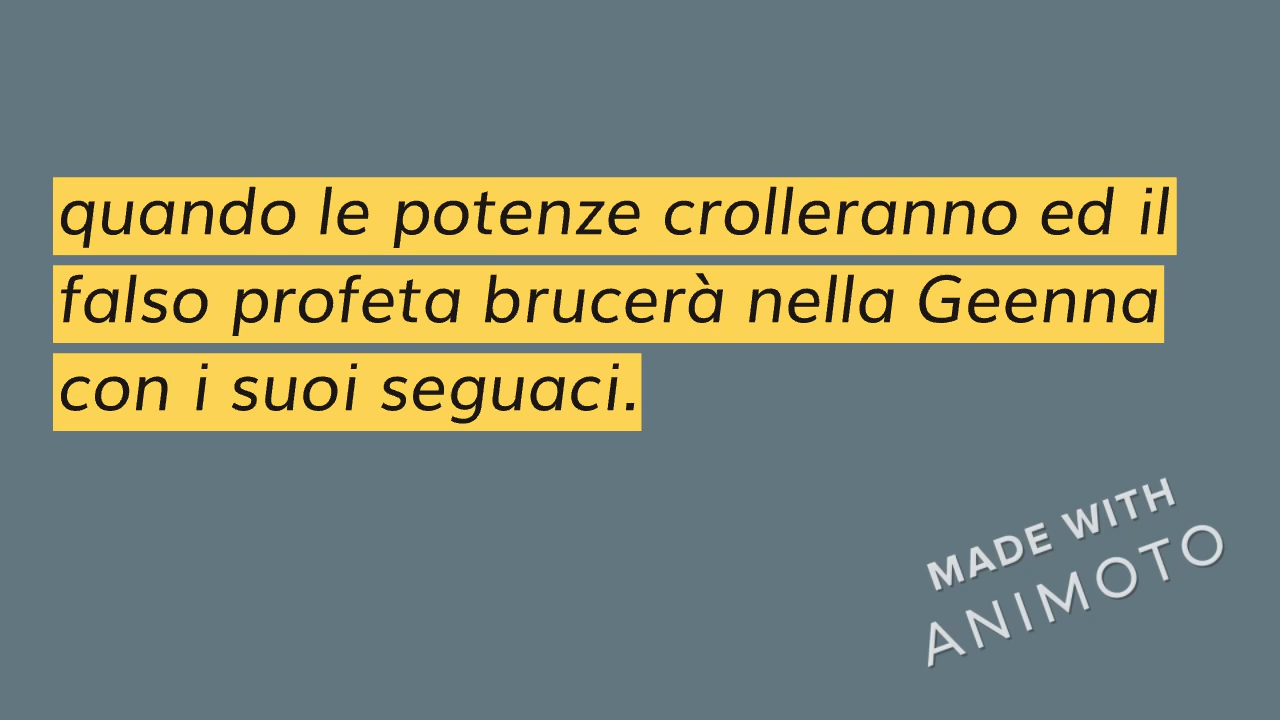 quando le potenze crolleranno ed il
falso profeta brucerà nella Geenna
con i suoi seguaci.
MADE WITH
ANIMOTO